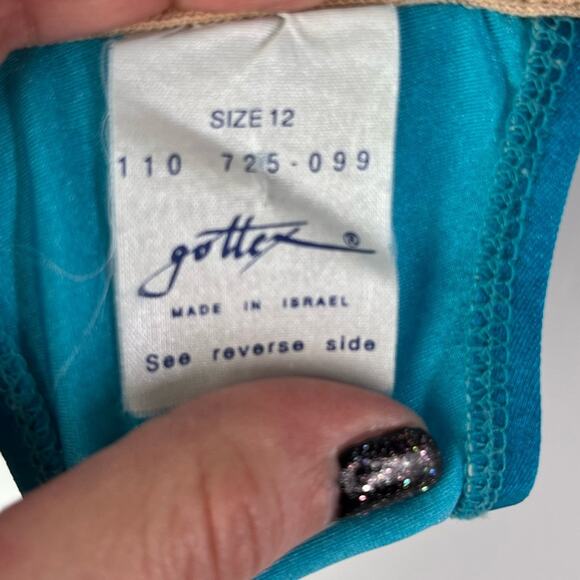 SIZE 12
110 725-099
gottex ®
MADE IN ISRAEL
See reverse side